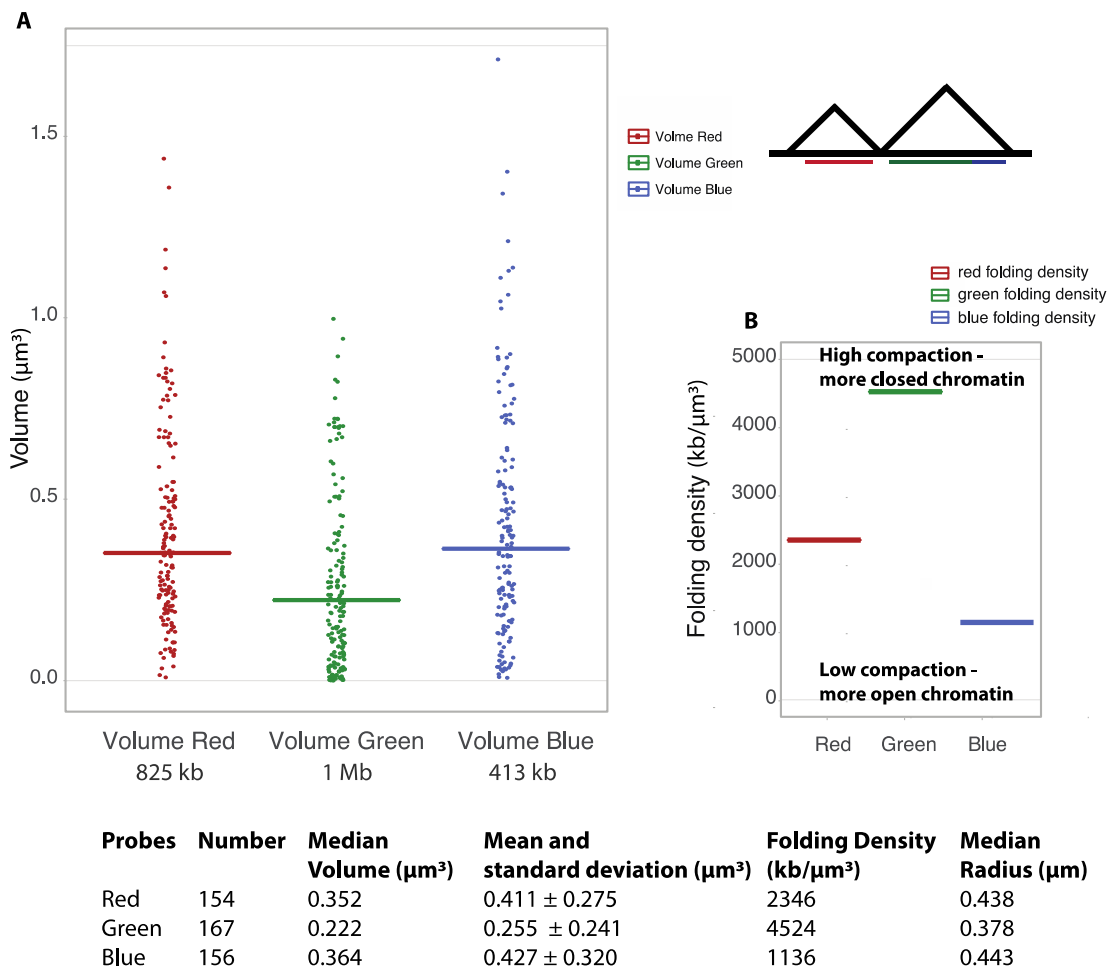 A
Volume (μm³)
1.5
1.0
0.5
0.0
Volume Red
825 kb
Volume Green
1 Mb
Volume Blue
413 kb
Volme Red
Volume Green
Volume Blue
red folding density
green folding density
blue folding density
B
Folding density (kb/μm³)
5000
4000
3000
2000
1000
0
High compaction -
more closed chromatin
Low compaction -
more open chromatin
Red Green Blue
Probes Number Median Volume (μm³) Mean and standard deviation (μm³) Folding Density (kb/μm³) Median Radius (μm)
Red 154 0.352 0.411 ± 0.275 2346 0.438
Green 167 0.222 0.255 ± 0.241 4524 0.378
Blue 156 0.364 0.427 ± 0.320 1136 0.443